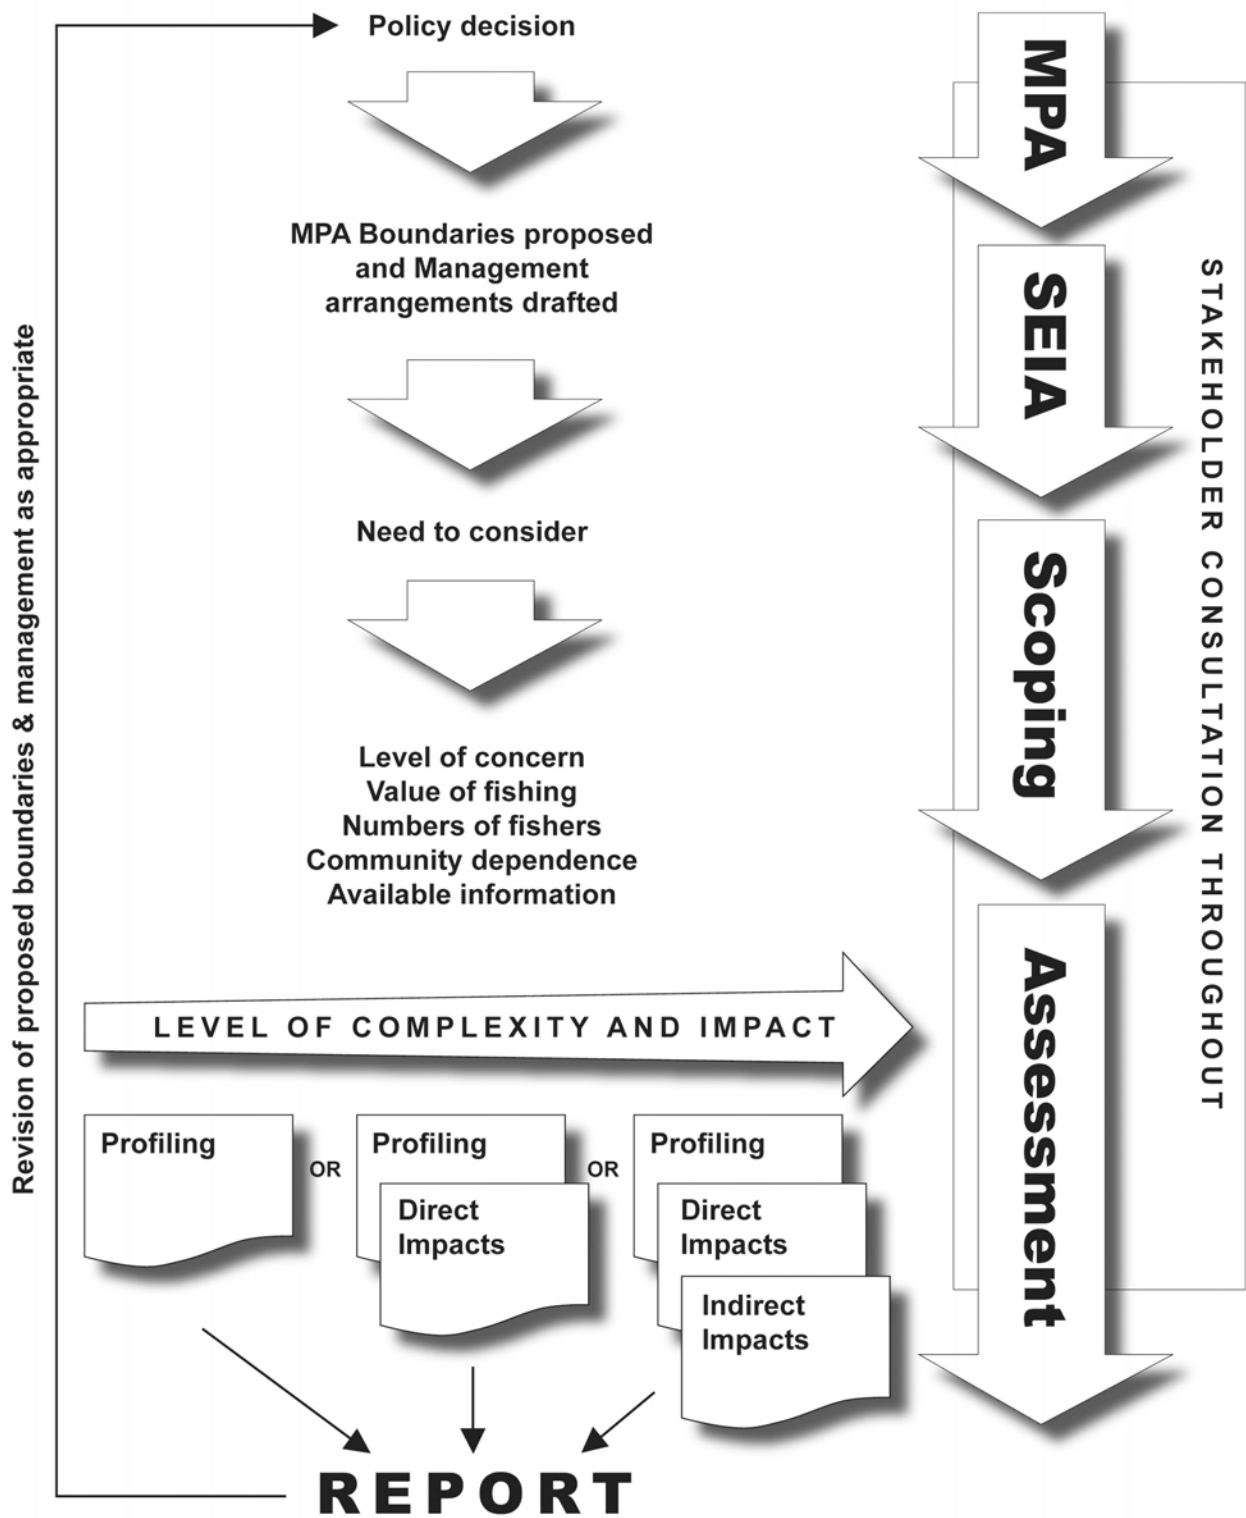 Policy decision
MPA Boundaries proposed
and Management
arrangements drafted
Need to consider
Level of concern
Value of fishing
Numbers of fishers
Community dependence
Available information
LEVEL OF COMPLEXITY AND IMPACT
Profiling
OR
Profiling
Direct
Impacts
OR
Profiling
Direct
Impacts
Indirect
Impacts
REPORT
Revision of proposed boundaries & management as appropriate
MPA
SEIA
Scoping
Assessment
STAKEHOLDER CONSULTATION THROUGHOUT